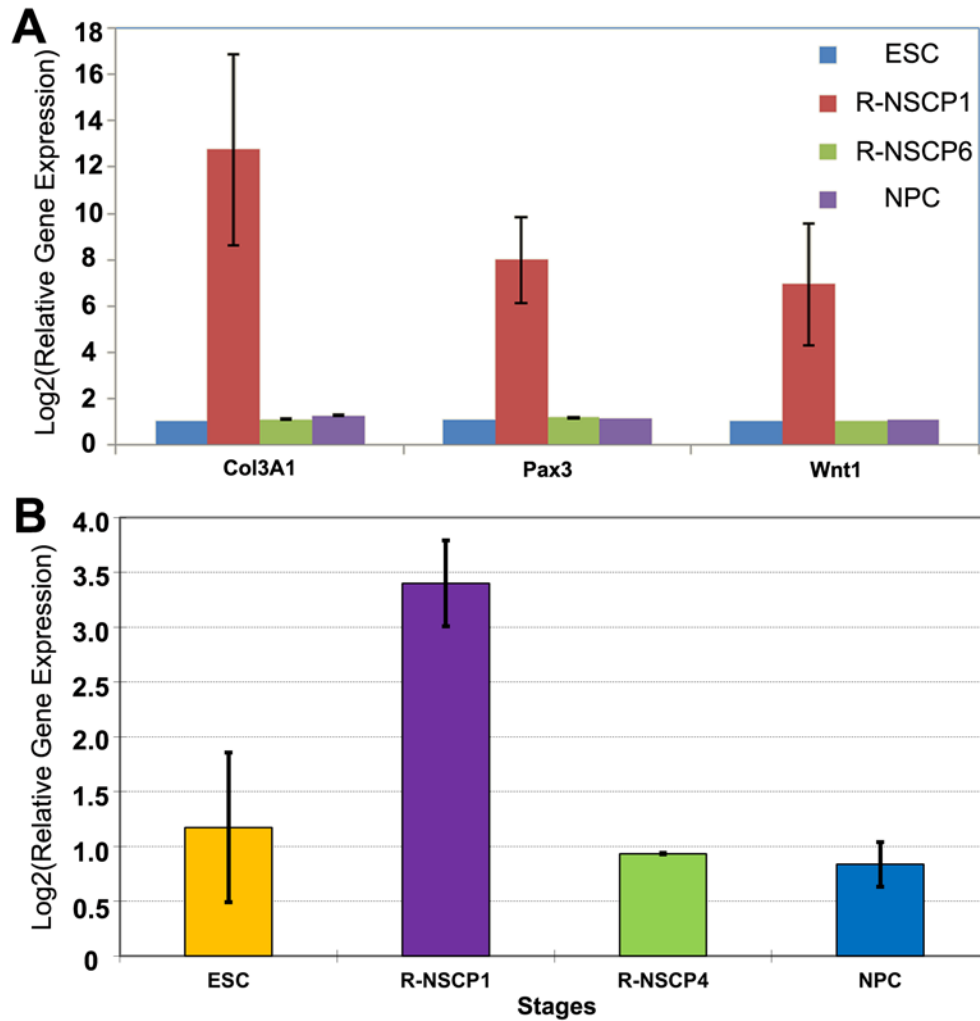 A
Log2(Relative Gene Expression)
18
16
14
12
10
8
6
4
2
0
ESC
R-NSCP1
R-NSCP6
NPC
Col3A1
Pax3
Wnt1
B
Log2(Relative Gene Expression)
4.0
3.5
3.0
2.5
2.0
1.5
1.0
0.5
0
ESC
R-NSCP1
R-NSCP4
NPC
Stages